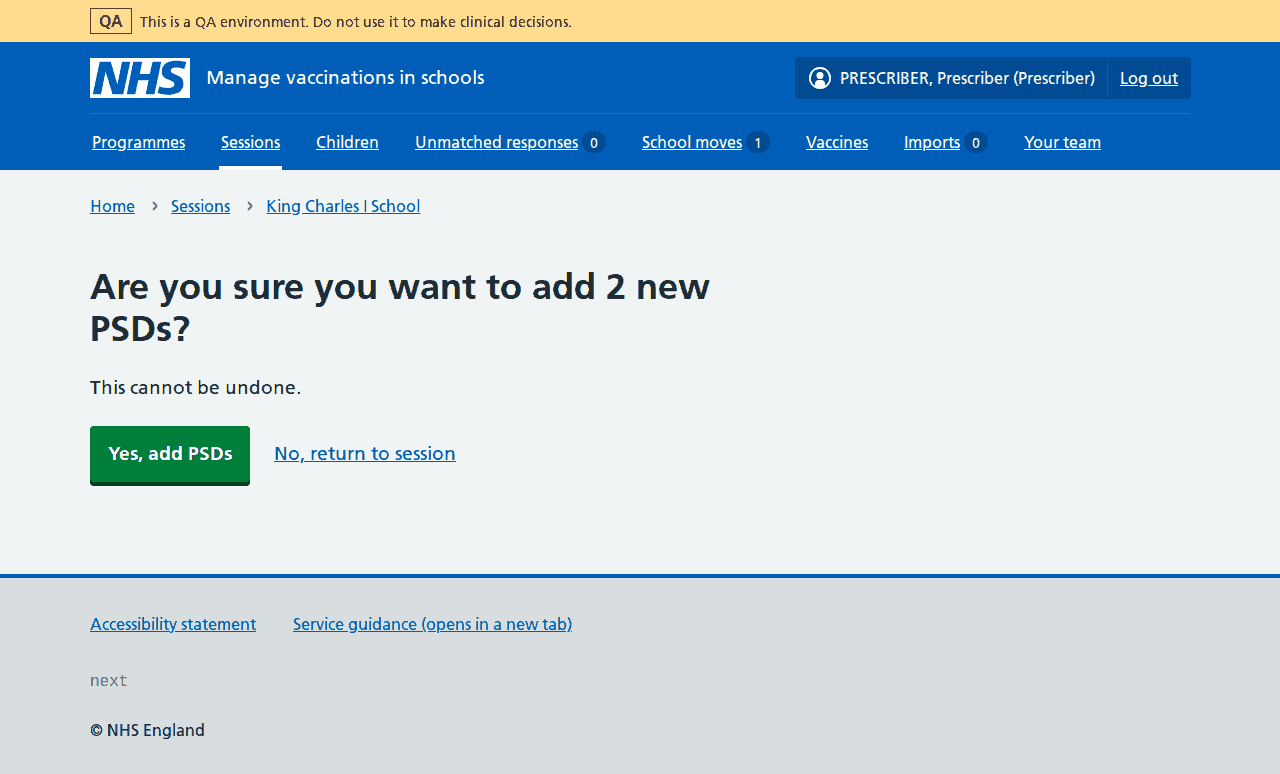 QA This is a QA environment. Do not use it to make clinical decisions.
NHS Manage vaccinations in schools PRESCRIBER, Prescriber (Prescriber) Log out
Programmes Sessions Children Unmatched responses 0 School moves 1 Vaccines Imports 0 Your team
Home Sessions King Charles I School
Are you sure you want to add 2 new
PSDs?
This cannot be undone.
Yes, add PSDs No, return to session
Accessibility statement Service guidance (opens in a new tab)
next
© NHS England